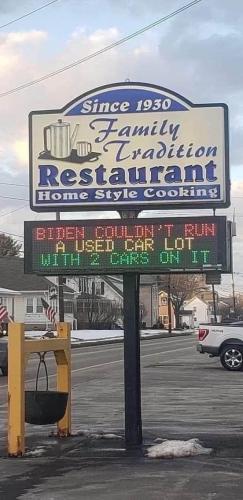 Since 1930
Family
Tradition
Restaurant
Home Style Cooking
BIDEN COULDN'T RUN
A USED CAR LOT
WITH 2 CARS ON IT